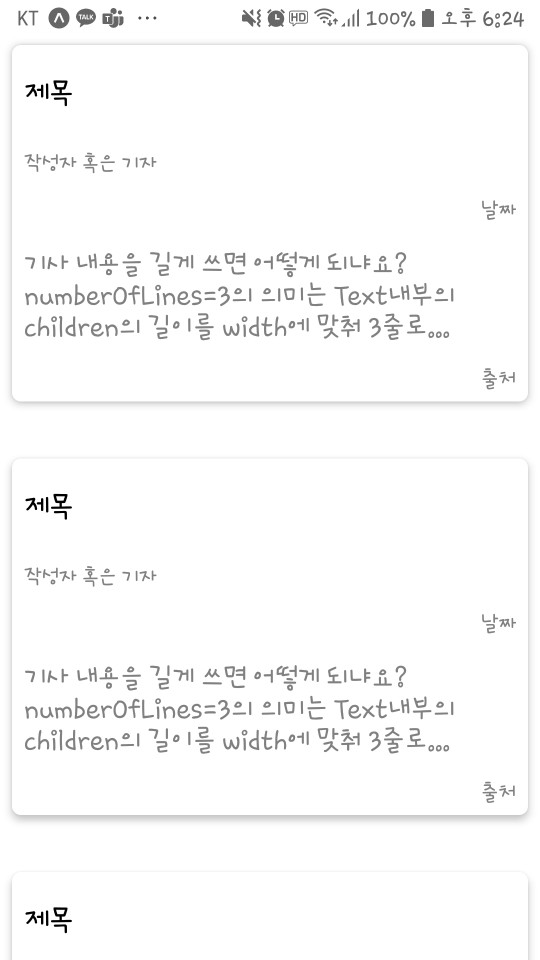 KT TALK ... HD 100% 오후 6:24
제목
작성자 혹은 기자
날짜
기사 내용을 길게 쓰면 어떻게 되냐요?
numberOfLines=3의 의미는 Text내부의
children의 길이를 width에 맞춰 3줄로...
출처
제목
작성자 혹은 기자
날짜
기사 내용을 길게 쓰면 어떻게 되냐요?
numberOfLines=3의 의미는 Text내부의
children의 길이를 width에 맞춰 3줄로...
출처
제목